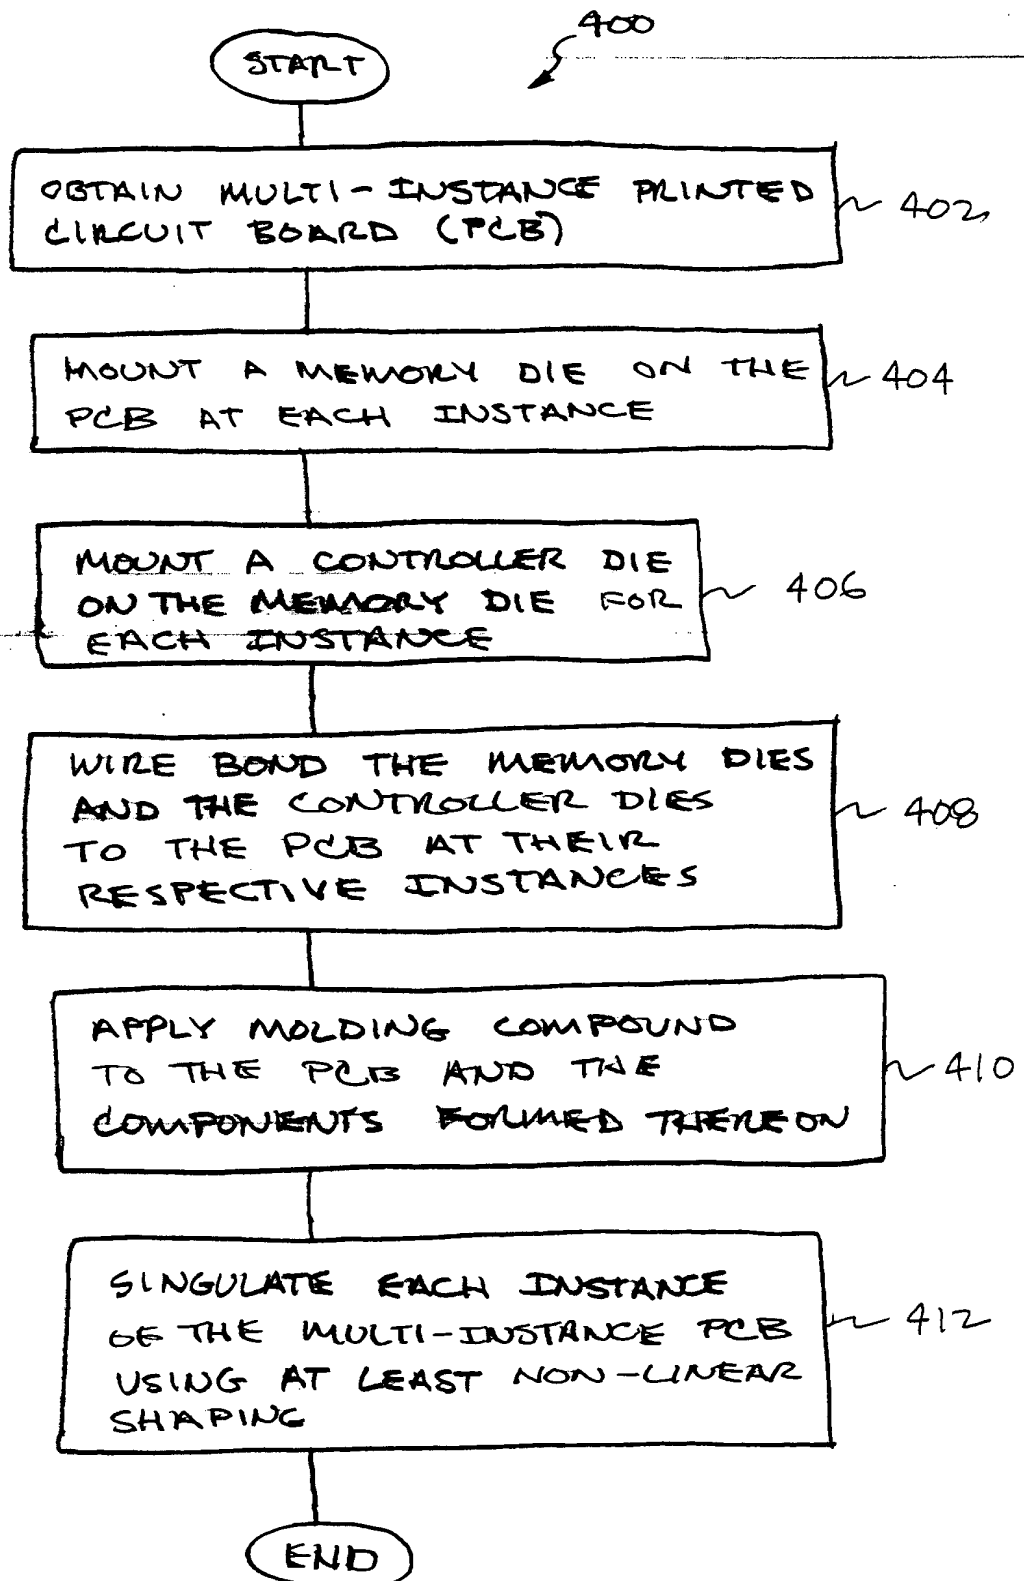 400
START
OBTAIN MULTI-INSTANCE PRINTED
CIRCUIT BOARD (PCB)
402
MOUNT A MEMORY DIE ON THE
PCB AT EACH INSTANCE
404
MOUNT A CONTROLLER DIE
ON THE MEMORY DIE FOR
EACH INSTANCE
406
WIRE BOND THE MEMORY DIES
AND THE CONTROLLER DIES
TO THE PCB AT THEIR
RESPECTIVE INSTANCES
408
APPLY MOLDING COMPOUND
TO THE PCB AND THE
COMPONENTS FORMED THEREON
410
SINGULATE EACH INSTANCE
OF THE MULTI-INSTANCE PCB
USING AT LEAST NON-LINEAR
SHAPING
412
END